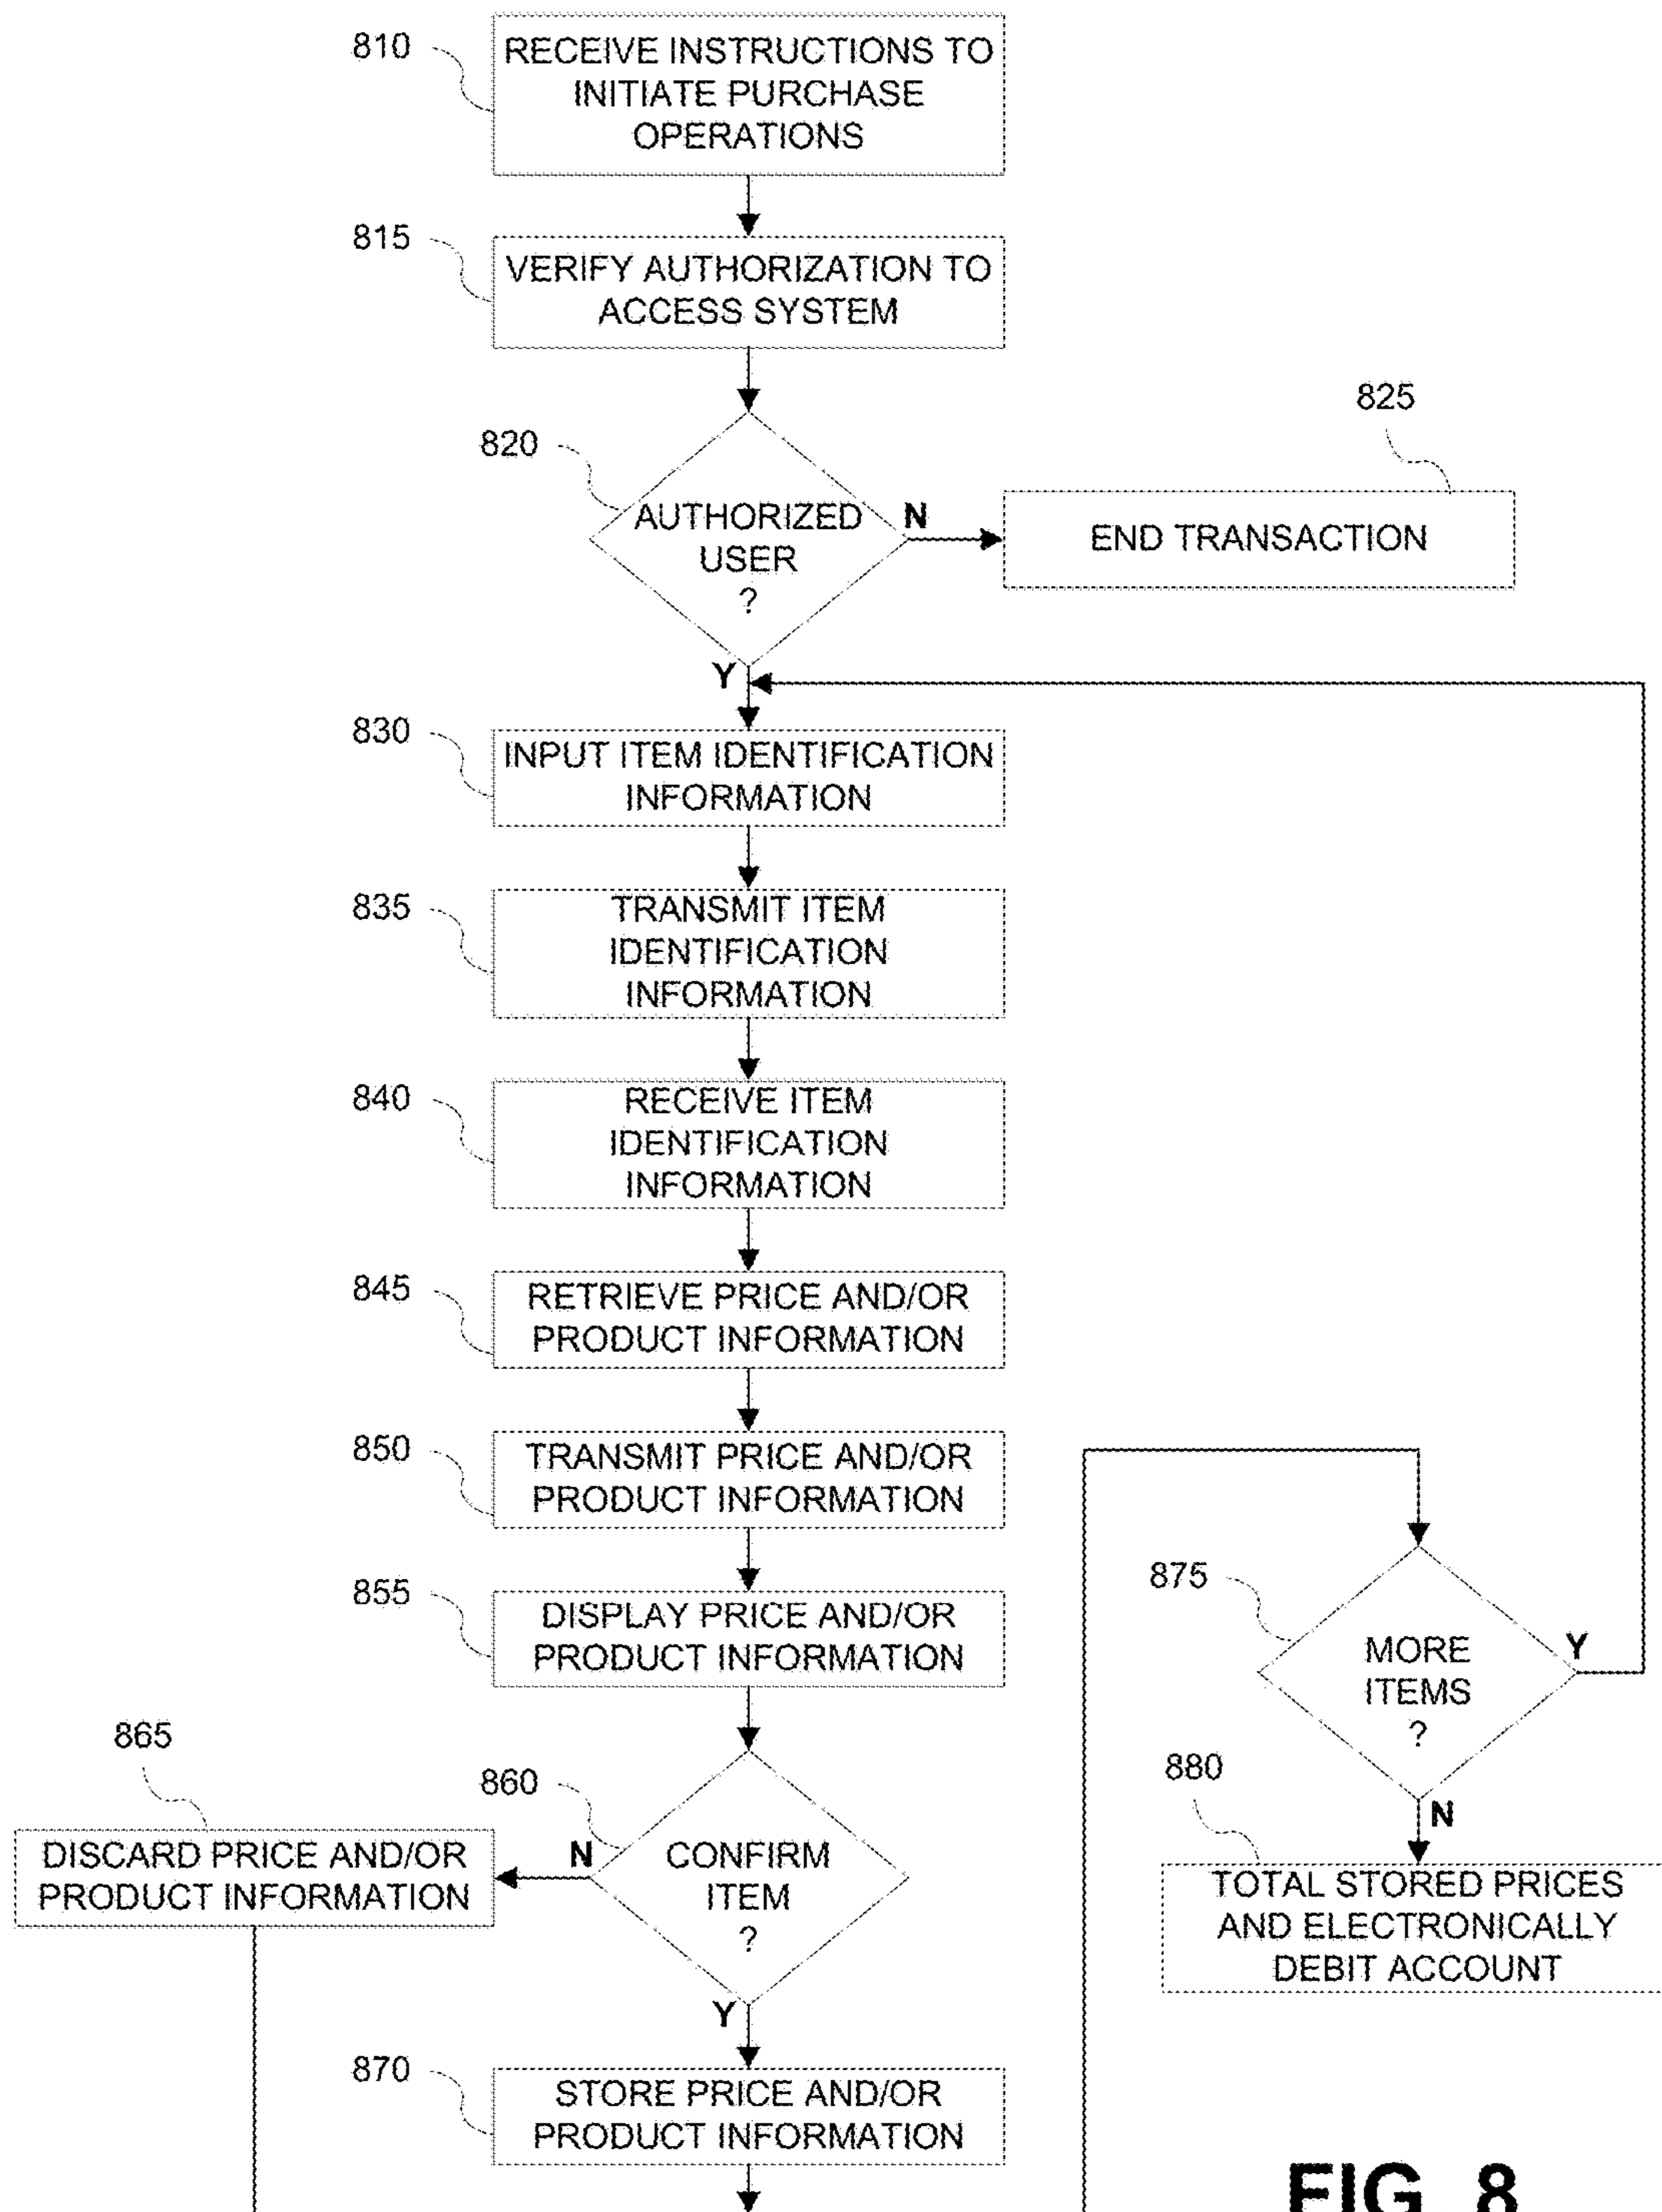 810
RECEIVE INSTRUCTIONS TO
INITIATE PURCHASE
OPERATIONS
815
VERIFY AUTHORIZATION TO
ACCESS SYSTEM
820
AUTHORIZED
USER
?
N
825
END TRANSACTION
Y
830
INPUT ITEM IDENTIFICATION
INFORMATION
835
TRANSMIT ITEM
IDENTIFICATION
INFORMATION
840
RECEIVE ITEM
IDENTIFICATION
INFORMATION
845
RETRIEVE PRICE AND/OR
PRODUCT INFORMATION
850
TRANSMIT PRICE AND/OR
PRODUCT INFORMATION
855
DISPLAY PRICE AND/OR
PRODUCT INFORMATION
860
CONFIRM
ITEM
?
N
865
DISCARD PRICE AND/OR
PRODUCT INFORMATION
Y
870
STORE PRICE AND/OR
PRODUCT INFORMATION
875
MORE
ITEMS
?
Y
N
880
TOTAL STORED PRICES
AND ELECTRONICALLY
DEBIT ACCOUNT
FIG. 8